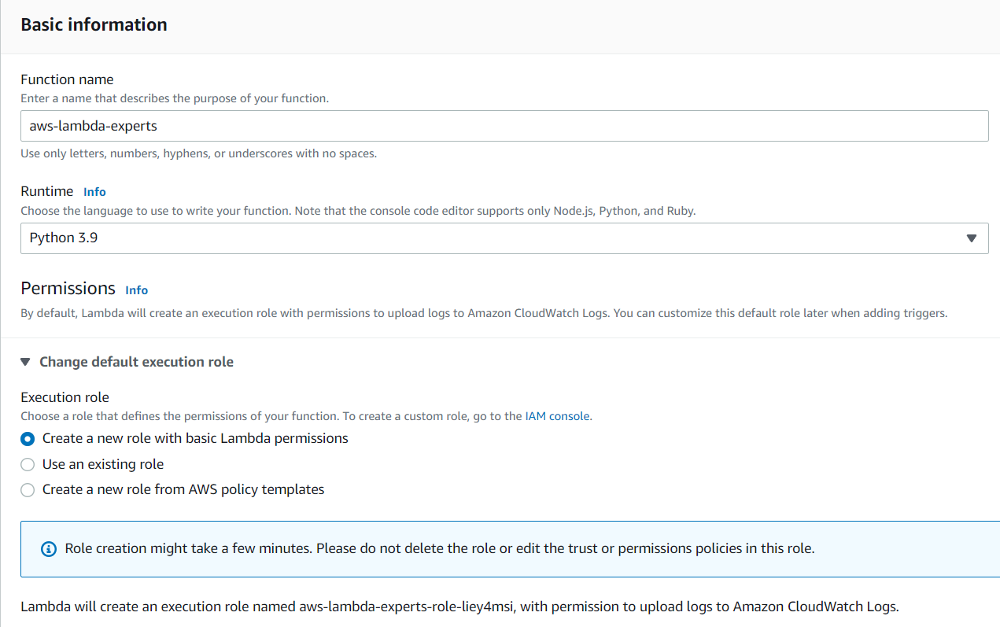 Basic information
Function name
Enter a name that describes the purpose of your function.
aws-lambda-experts
Use only letters, numbers, hyphens, or underscores with no spaces.
Runtime Info
Choose the language to use to write your function. Note that the console code editor supports only Node.js, Python, and Ruby.
Python 3.9
Permissions Info
By default, Lambda will create an execution role with permissions to upload logs to Amazon CloudWatch Logs. You can customize this default role later when adding triggers.
Change default execution role
Execution role
Choose a role that defines the permissions of your function. To create a custom role, go to the IAM console.
Create a new role with basic Lambda permissions
Use an existing role
Create a new role from AWS policy templates
Role creation might take a few minutes. Please do not delete the role or edit the trust or permissions policies in this role.
Lambda will create an execution role named aws-lambda-experts-role-liey4msi, with permission to upload logs to Amazon CloudWatch Logs.